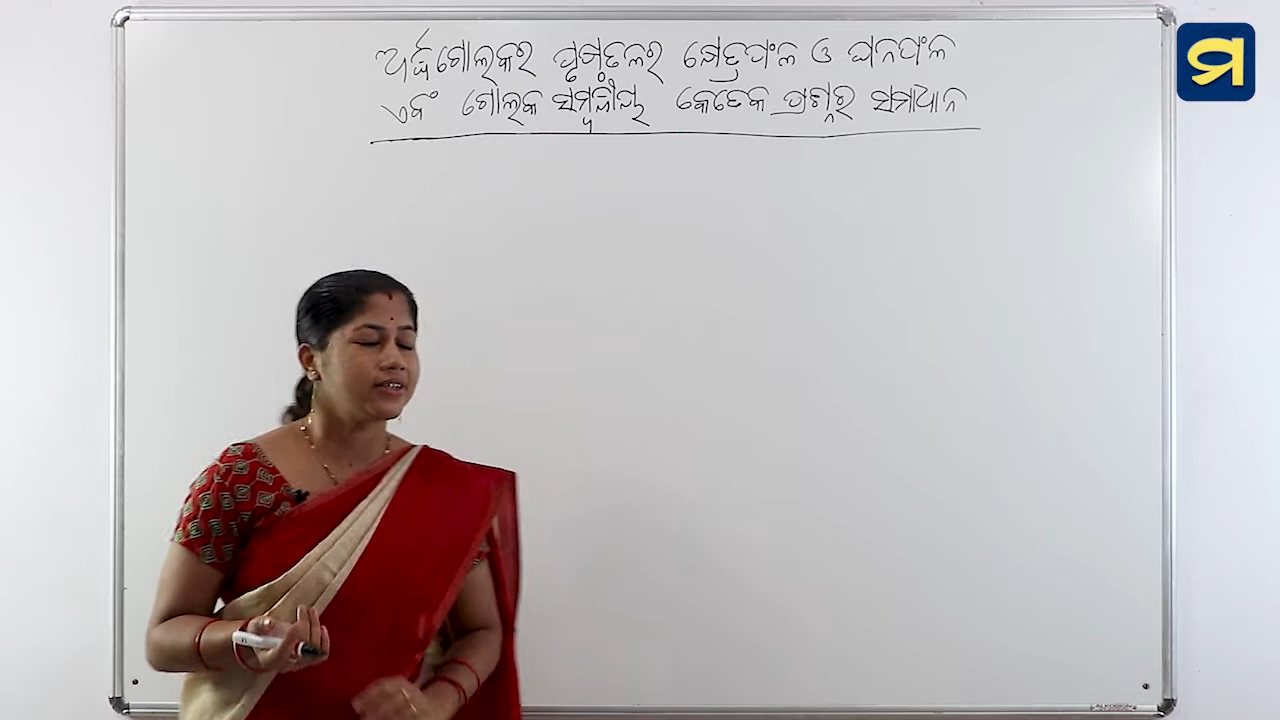 ଅର୍ଦ୍ଧଗୋଲକର ପୃଷ୍ଠତଳର କ୍ଷେତ୍ରଫଳ ଓ ଘନଫଳ
ଏବଂ ଗୋଲକ ସମ୍ବନ୍ଧୀୟ କେତେକ ପ୍ରଶ୍ନର ସମାଧାନ
ମ